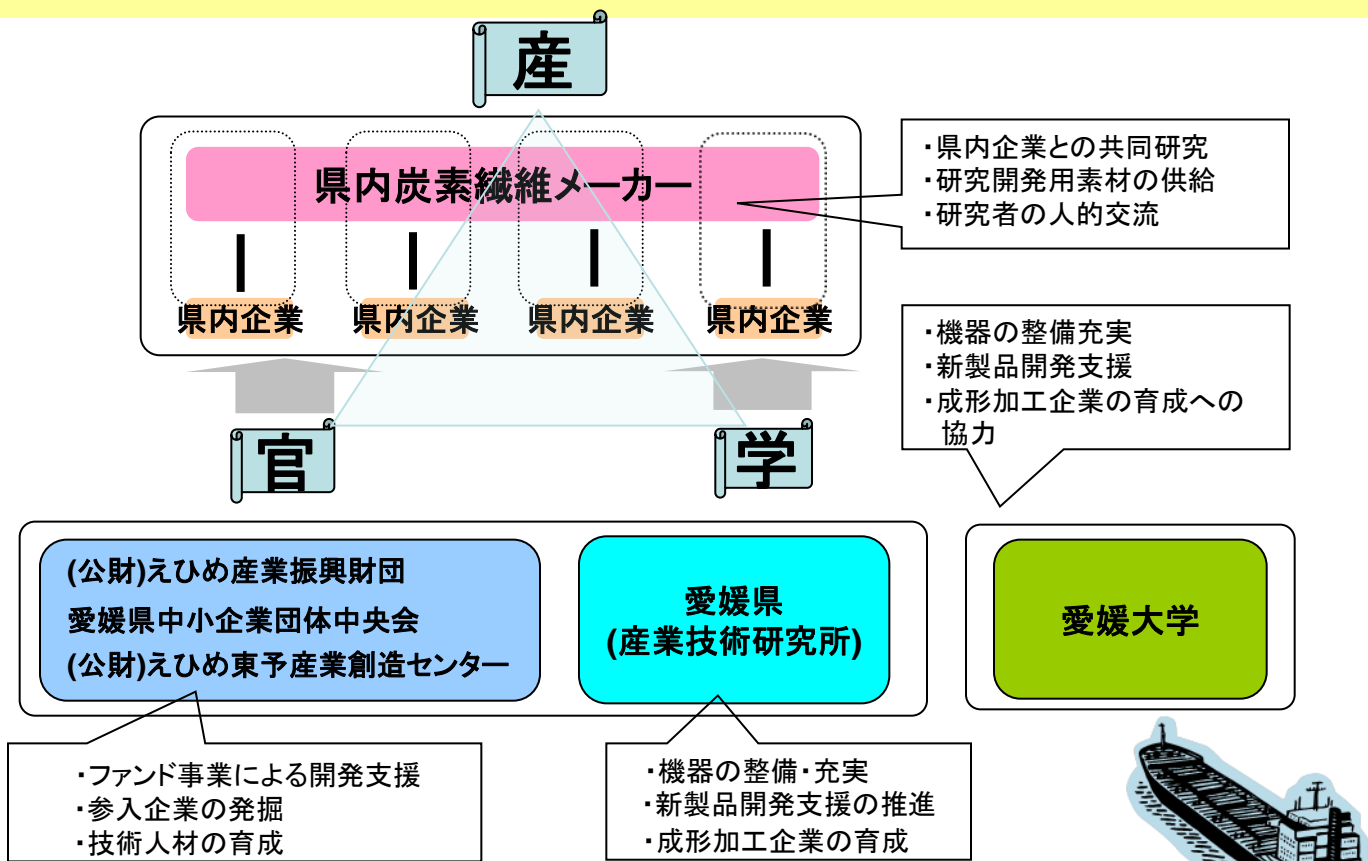 産
県内炭素繊維メーカー
県内企業
県内企業
県内企業
県内企業
・県内企業との共同研究
・研究開発用素材の供給
・研究者の人的交流
・機器の整備充実
・新製品開発支援
・成形加工企業の育成への
協力
官
学
(公財)えひめ産業振興財団
愛媛県中小企業団体中央会
(公財)えひめ東予産業創造センター
愛媛県
(産業技術研究所)
愛媛大学
・ファンド事業による開発支援
・参入企業の発掘
・技術人材の育成
・機器の整備・充実
・新製品開発支援の推進
・成形加工企業の育成